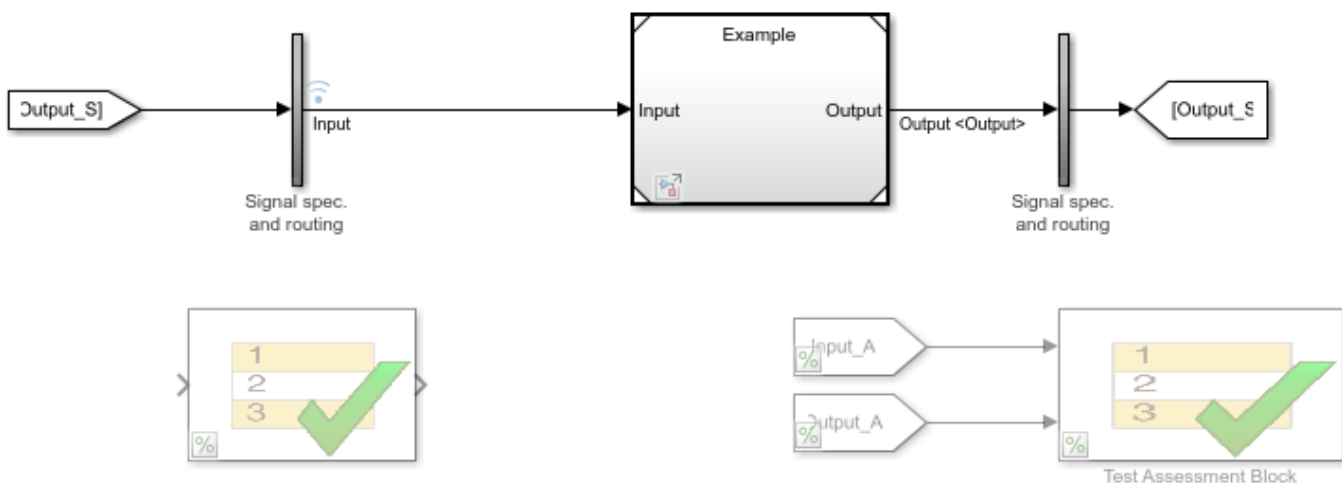 Example
Output_S]
Input
Output
[Output_S
Input
Output <Output>
Signal spec.
and routing
Signal spec.
and routing
1
2
3
%
Input_A
%
Output_A
%
1
2
3
%
Test Assessment Block